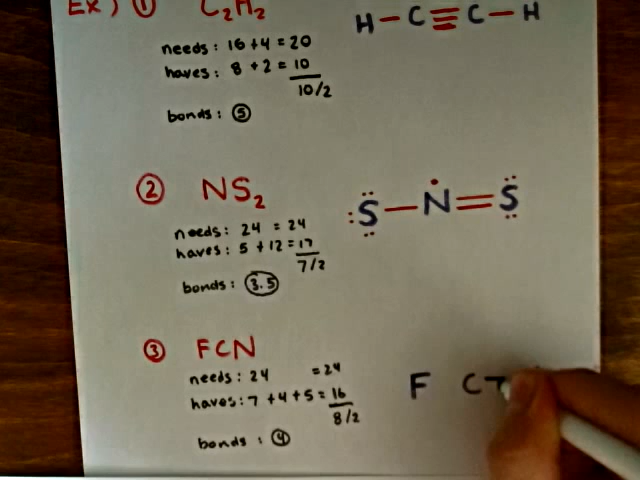 Ex) ① C₂H₂
H–C≡C–H
needs: 16+4=20
haves: 8+2=10
10/2
bonds: ⑤
② NS₂
S–N=S
needs: 24 = 24
haves: 5+12=17
7/2
bonds: 3.5
③ FCN
needs: 24 =24
haves: 7+4+5=16
8/2
bonds: ④
F C